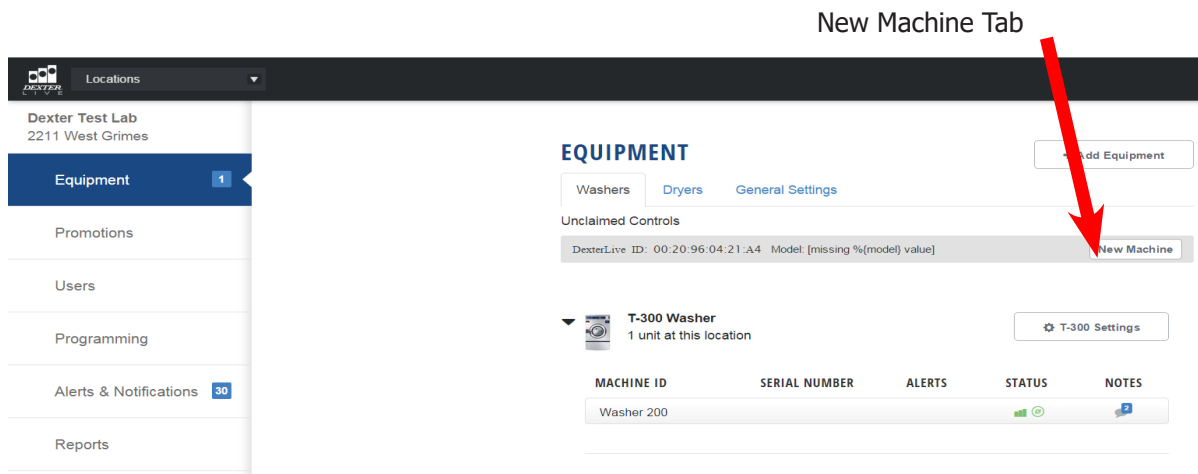 New Machine Tab
DEXTER
LIVE
Locations
Dexter Test Lab
2211 West Grimes
Equipment 1
Promotions
Users
Programming
Alerts & Notifications 30
Reports
EQUIPMENT
Add Equipment
Washers Dryers General Settings
Unclaimed Controls
DexterLive ID: 00:20:96:04:21:A4 Model: [missing %{model} value]
New Machine
T-300 Washer
1 unit at this location
T-300 Settings
MACHINE ID SERIAL NUMBER ALERTS STATUS NOTES
Washer 200 2